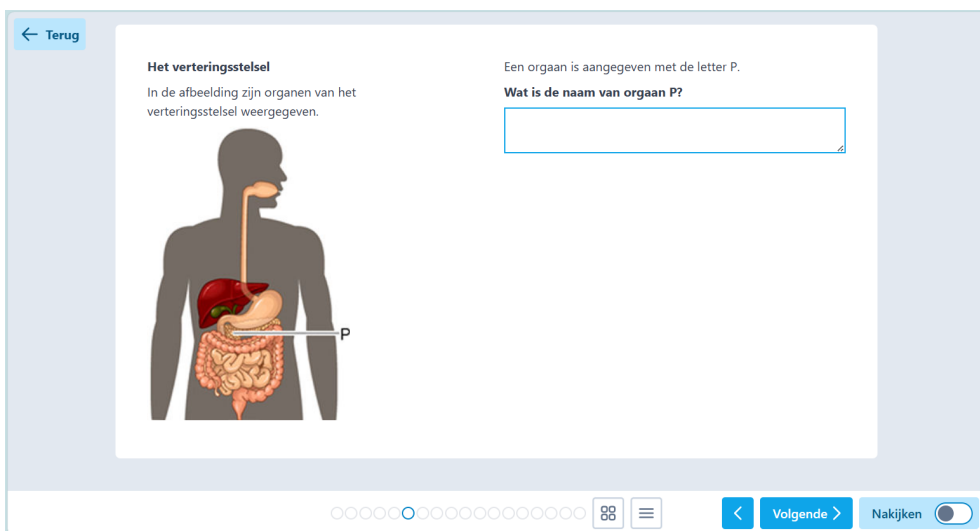 Terug
Het verteringsstelsel
In de afbeelding zijn organen van het
verteringsstelsel weergegeven.
P
Een orgaan is aangegeven met de letter P.
Wat is de naam van orgaan P?
Volgende
Nakijken